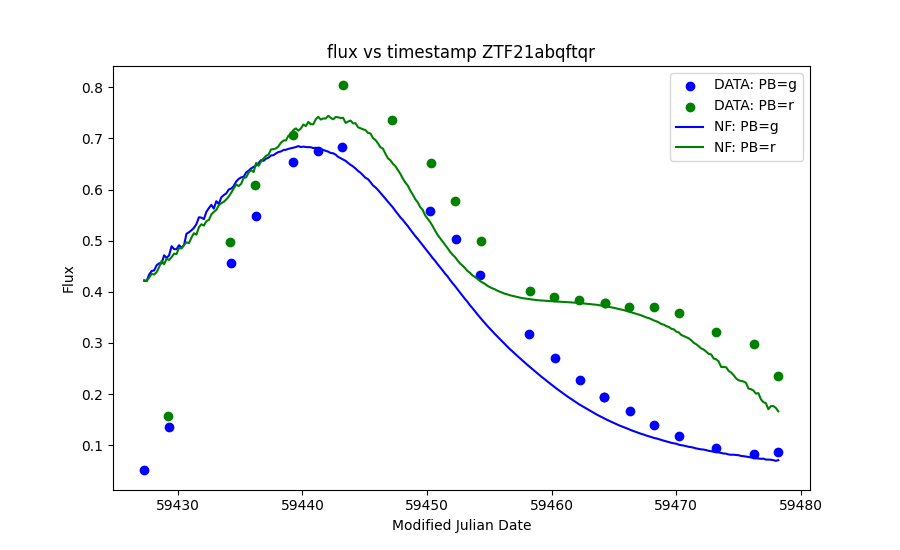 flux vs timestamp ZTF21abqftqr
DATA: PB=g
DATA: PB=r
NF: PB=g
NF: PB=r
Flux
0.8
0.7
0.6
0.5
0.4
0.3
0.2
0.1
59430 59440 59450 59460 59470 59480
Modified Julian Date